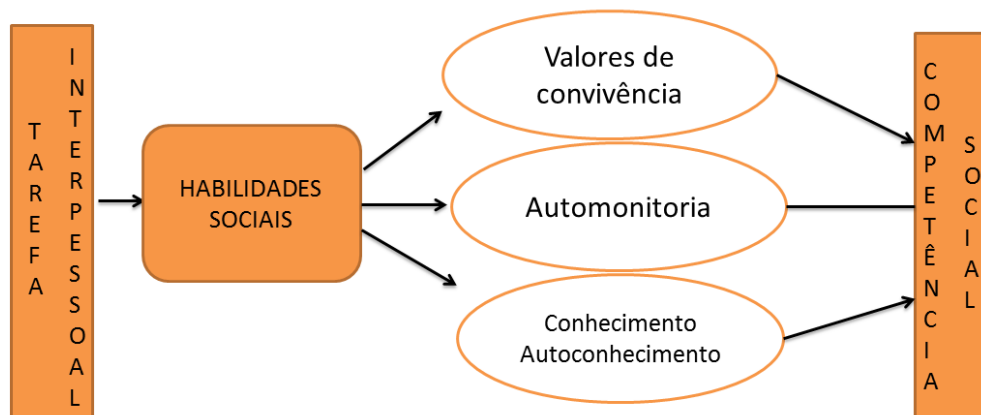 TAREFA
INTERPESSOAL
HABILIDADES
SOCIAIS
Valores de
convivência
Automonitoria
Conhecimento
Autoconhecimento
COMPETÊNCIA
SOCIAL